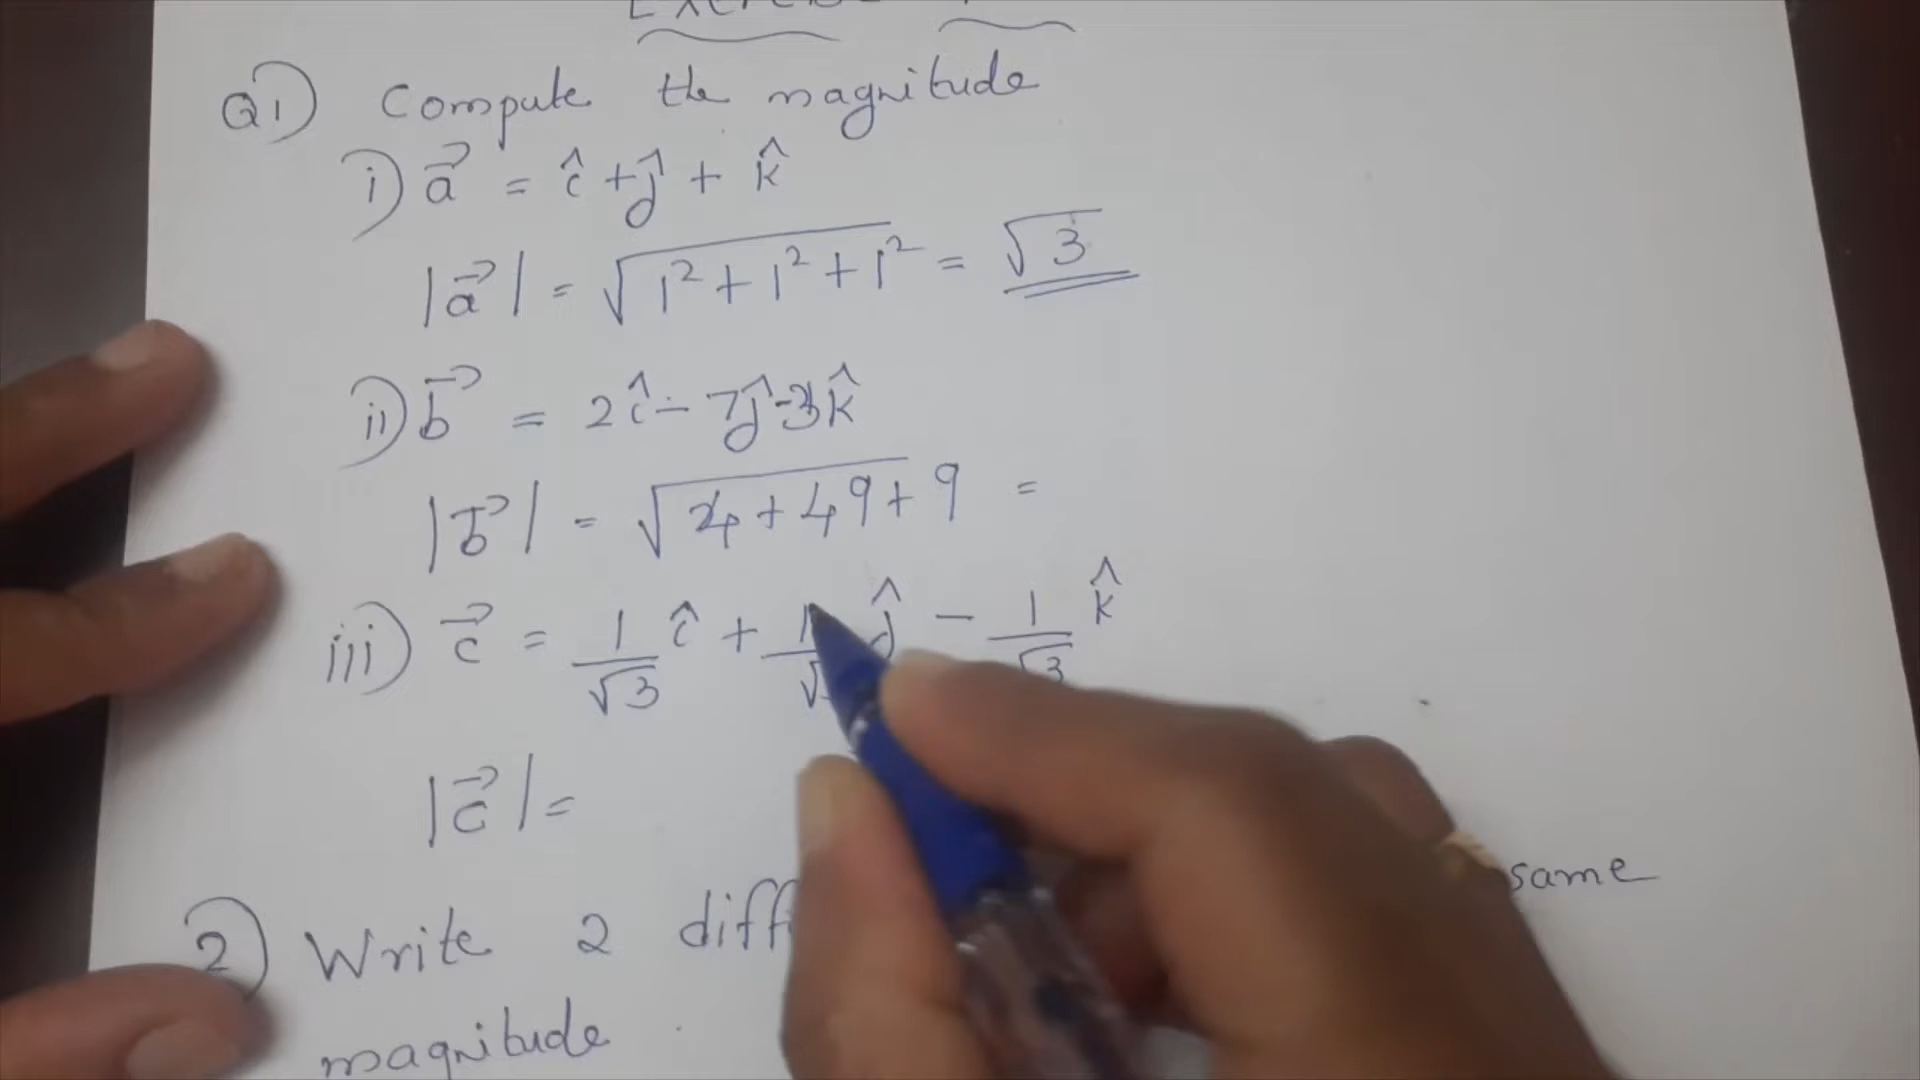 Q1) Compute the magnitude
i) a⃗ = î + ĵ + k̂
|a⃗| = √1² + 1² + 1² = √3
ii) b⃗ = 2î - 7ĵ - 3k̂
|b⃗| = √4 + 49 + 9 =
iii) c⃗ = 1/√3 î + 1/√ ĵ - 1/√3 k̂
|c⃗| =
2) Write 2 same
magnitude